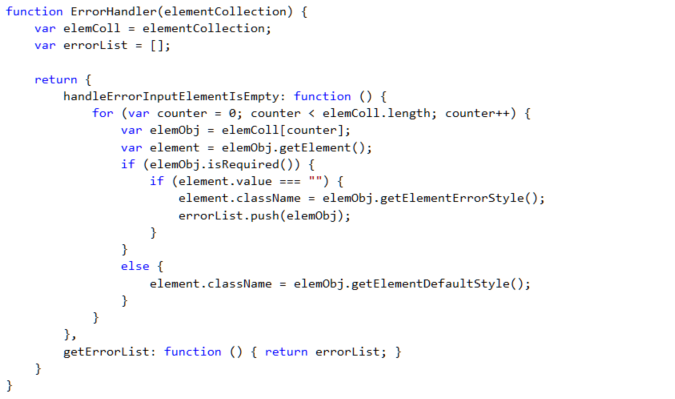 function ErrorHandler(elementCollection) {
    var elemColl = elementCollection;
    var errorList = [];

    return {
        handleErrorInputElementIsEmpty: function () {
            for (var counter = 0; counter < elemColl.length; counter++) {
                var elemObj = elemColl[counter];
                var element = elemObj.getElement();
                if (elemObj.isRequired()) {
                    if (element.value === "") {
                        element.className = elemObj.getElementErrorStyle();
                        errorList.push(elemObj);
                    }
                }
                else {
                    element.className = elemObj.getElementDefaultStyle();
                }
            }
        },
        getErrorList: function () { return errorList; }
    }
}